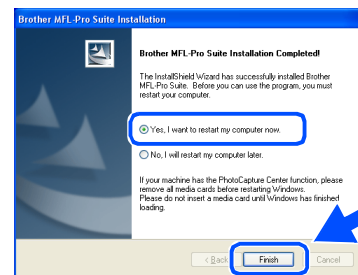 Brother MFL-Pro Suite Installation
Brother MFL-Pro Suite Installation Completed!
The InstallShield Wizard has successfully installed Brother
MFL-Pro Suite. Before you can use the program, you must
restart your computer.
Yes, I want to restart my computer now.
No, I will restart my computer later.
If your machine has the PhotoCapture Center function, please
remove all media cards before restarting Windows.
Please do not insert a media card until Windows has finished
loading.
< Back Finish Cancel